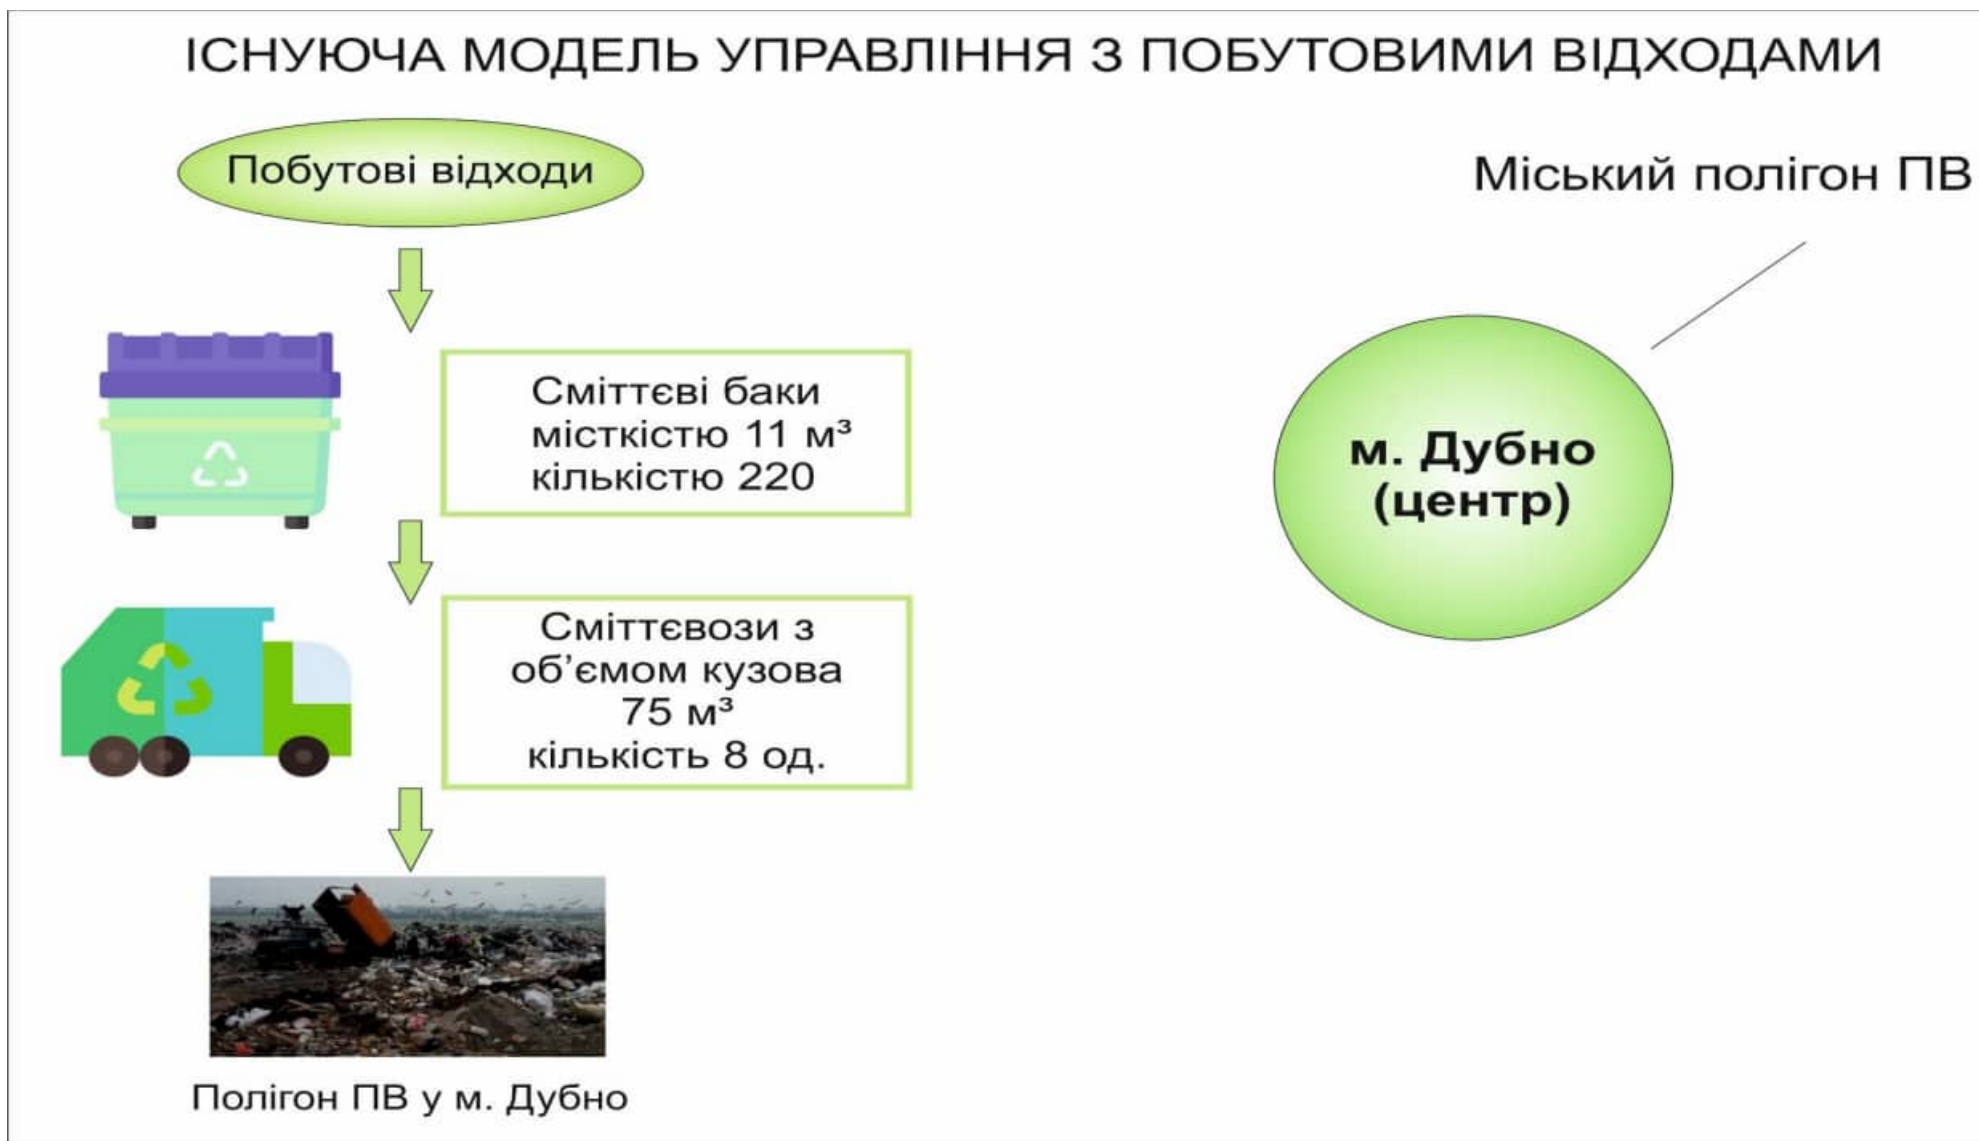 ІСНУЮЧА МОДЕЛЬ УПРАВЛІННЯ З ПОБУТОВИМИ ВІДХОДАМИ
Побутові відходи
Сміттєві баки
місткістю 11 м³
кількістю 220
Сміттєвози з
об’ємом кузова
75 м³
кількість 8 од.
Полігон ПВ у м. Дубно
Міський полігон ПВ
м. Дубно
(центр)